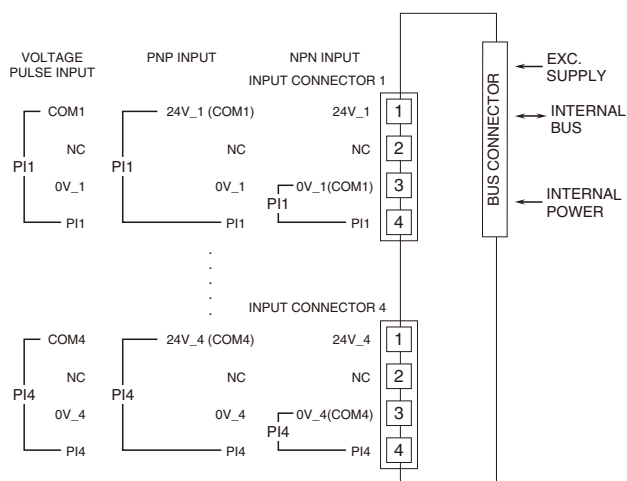 VOLTAGE
PULSE INPUT
PNP INPUT
NPN INPUT
INPUT CONNECTOR 1
COM1
24V_1 (COM1)
24V_1
1
NC
NC
NC
2
PI1
PI1
0V_1
0V_1
0V_1(COM1)
3
PI1
PI1
PI1
PI1
4
BUS CONNECTOR
EXC.
SUPPLY
INTERNAL
BUS
INTERNAL
POWER
INPUT CONNECTOR 4
COM4
24V_4 (COM4)
24V_4
1
NC
NC
NC
2
PI4
PI4
0V_4
0V_4
0V_4(COM4)
3
PI4
PI4
PI4
PI4
4